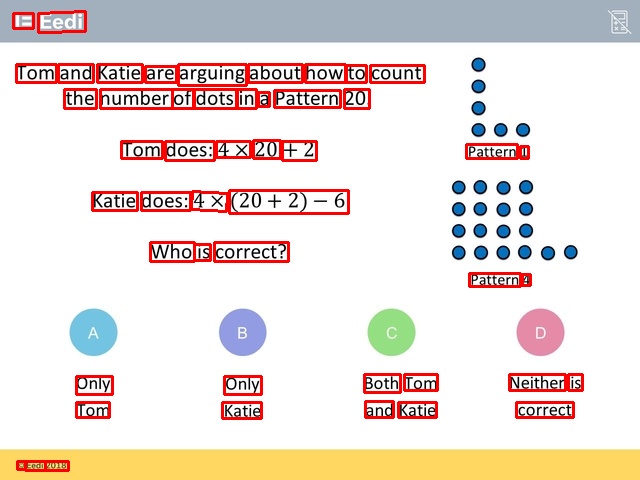 Eedi
Tom and Katie are arguing about how to count
the number of dots in a Pattern 20
Tom does: 4 × 20 + 2
Katie does: 4 × (20 + 2) − 6
Who is correct?
Pattern 1
Pattern 4
A
B
C
D
Only
Tom
Only
Katie
Both Tom
and Katie
Neither is
correct
© Eedi 2018